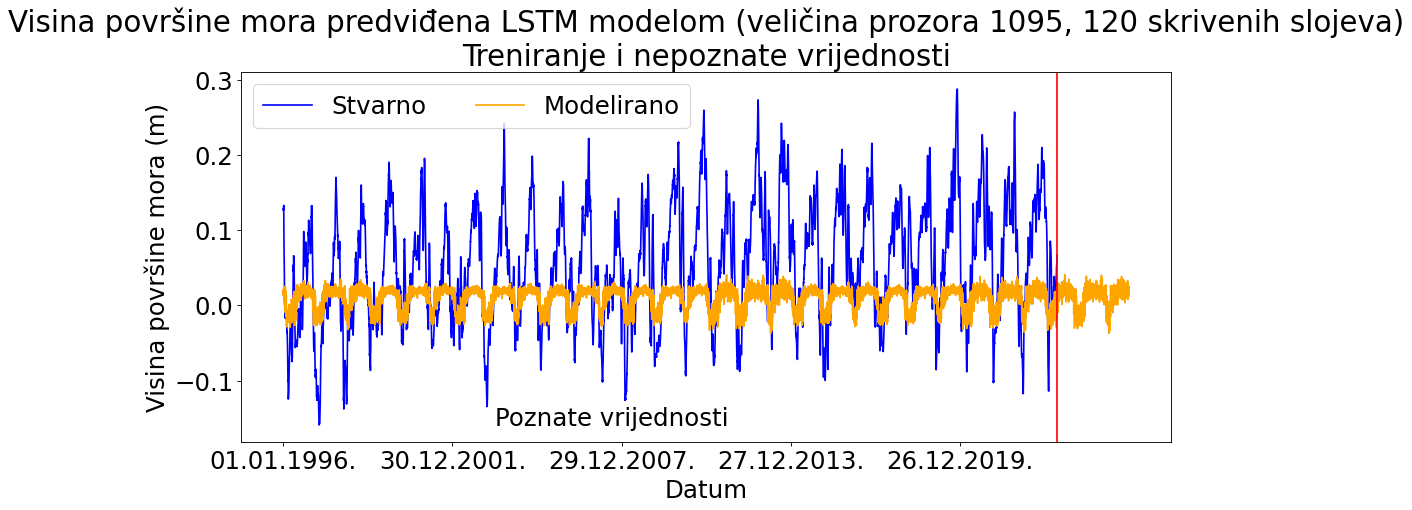 Visina površine mora predviđena LSTM modelom (veličina prozora 1095, 120 skrivenih slojeva)
Treniranje i nepoznate vrijednosti
Stvarno
Modelirano
Visina površine mora (m)
0.3
0.2
0.1
0.0
−0.1
Poznate vrijednosti
01.01.1996.
30.12.2001.
29.12.2007.
27.12.2013.
26.12.2019.
Datum